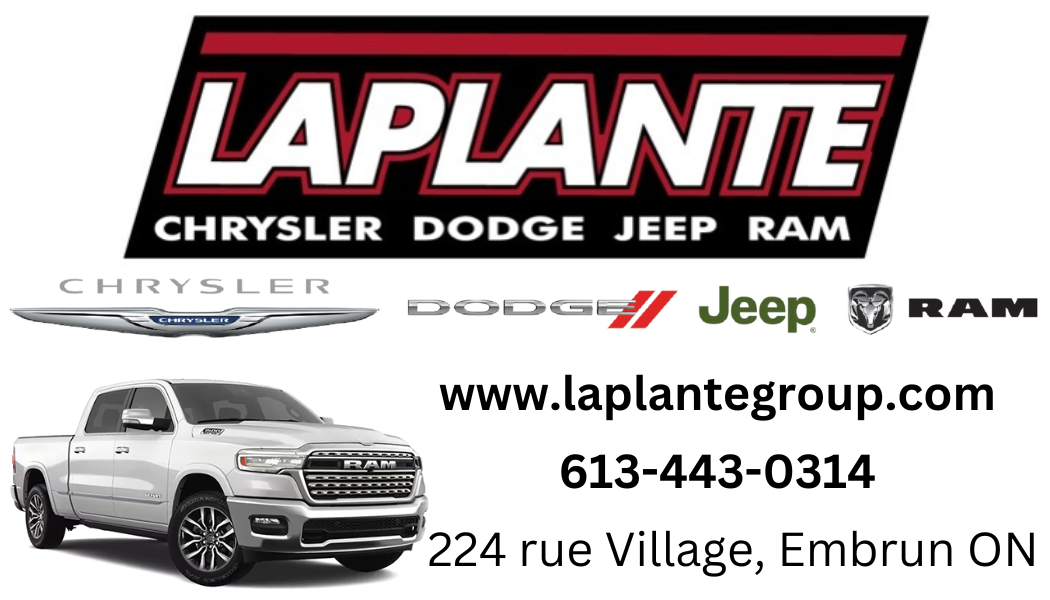 LAPLANTE
CHRYSLER DODGE JEEP RAM
CHRYSLER
CHRYSLER
DODGE
Jeep
RAM
www.laplantegroup.com
RAM
613-443-0314
224 rue Village, Embrun ON